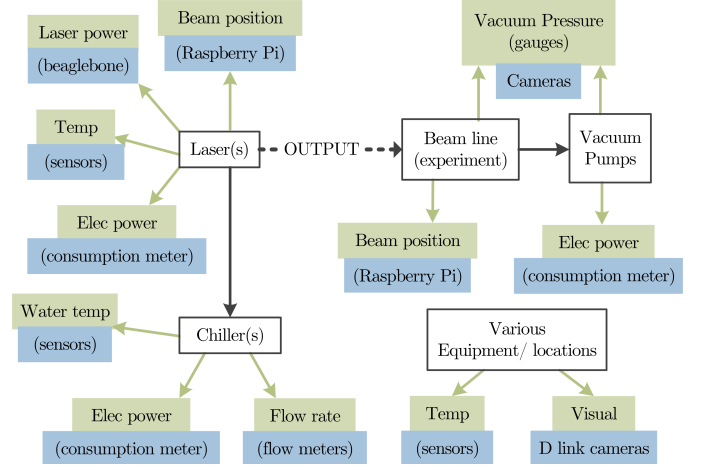 Laser power
(beaglebone)
Beam position
(Raspberry Pi)
Vacuum Pressure
(gauges)
Cameras
Temp
(sensors)
Laser(s)
OUTPUT
Beam line
(experiment)
Vacuum
Pumps
Elec power
(consumption meter)
Beam position
(Raspberry Pi)
Elec power
(consumption meter)
Water temp
(sensors)
Chiller(s)
Various
Equipment/ locations
Elec power
(consumption meter)
Flow rate
(flow meters)
Temp
(sensors)
Visual
D link cameras